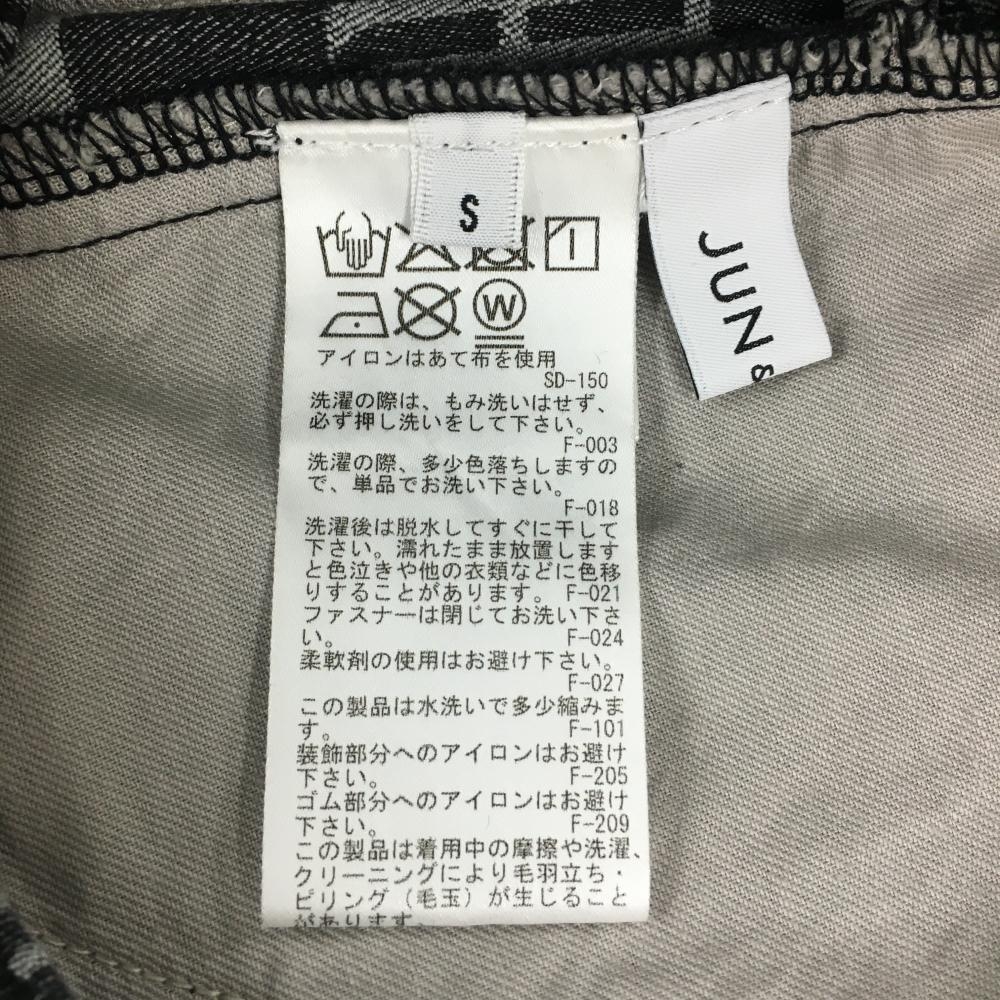 S
JUN &
W
アイロンはあて布を使用
SD-150
洗濯の際は、もみ洗いはせず、
必ず押し洗いをして下さい。
F-003
洗濯の際、多少色落ちしますの
で、単品でお洗い下さい。
F-018
洗濯後は脱水してすぐに干して
下さい。濡れたまま放置します
と色泣きや他の衣類などに色移
りすることがあります。 F-021
ファスナーは閉じてお洗い下さ
い。 F-024
柔軟剤の使用はお避け下さい。
F-027
この製品は水洗いで多少縮みま
す。 F-101
装飾部分へのアイロンはお避け
下さい。 F-205
ゴム部分へのアイロンはお避け
下さい。 F-209
この製品は着用中の摩擦や洗濯、
クリーニングにより毛羽立ち・
ピリング(毛玉)が生じること
があります。